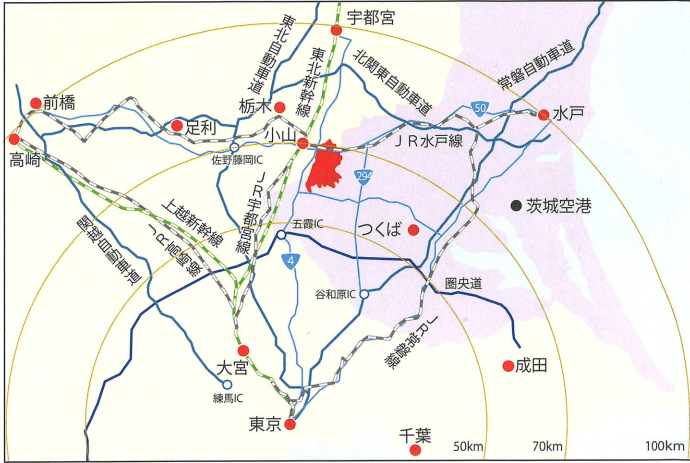 宇都宮
東北自動車道
東北新幹線
北関東自動車道
常磐自動車道
前橋
栃木
50
水戸
足利
小山
高崎
佐野藤岡IC
JR水戸線
294
JR宇都宮線
茨城空港
上越新幹線
JR高崎線
関越自動車道
五霞IC
つくば
4
谷和原IC
圏央道
JR常磐線
大宮
成田
練馬IC
東京
千葉
50km
70km
100km